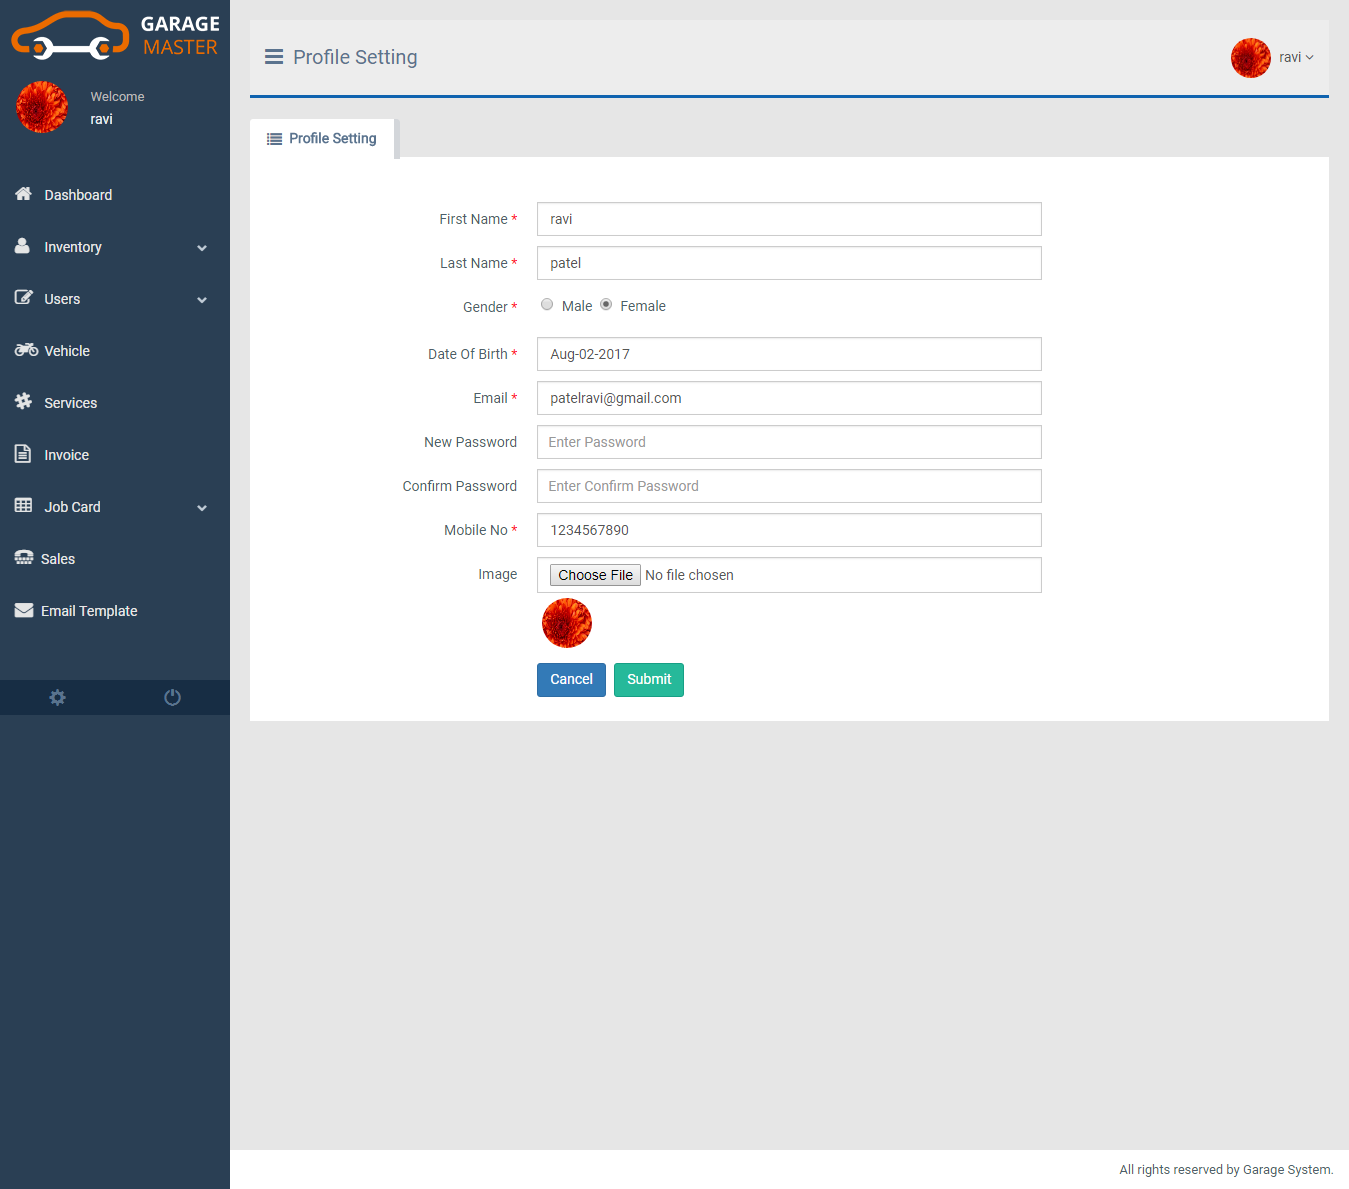 GARAGE
MASTER
Welcome
ravi
Dashboard
Inventory
Users
Vehicle
Services
Invoice
Job Card
Sales
Email Template
Profile Setting
ravi
Profile Setting
First Name * ravi
Last Name * patel
Gender * Male Female
Date Of Birth * Aug-02-2017
Email * patelravi@gmail.com
New Password Enter Password
Confirm Password Enter Confirm Password
Mobile No * 1234567890
Image Choose File No file chosen
Cancel Submit
All rights reserved by Garage System.